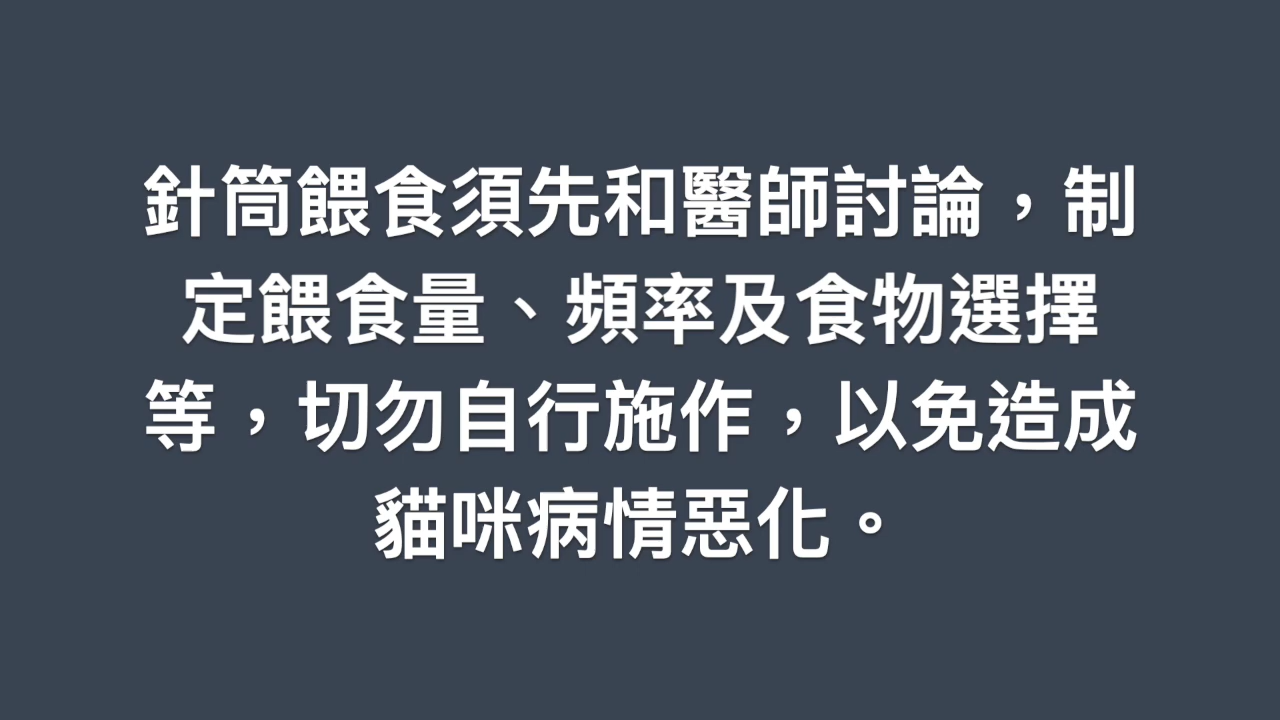 針筒餵食須先和醫師討論，制
定餵食量、頻率及食物選擇
等，切勿自行施作，以免造成
貓咪病情惡化。